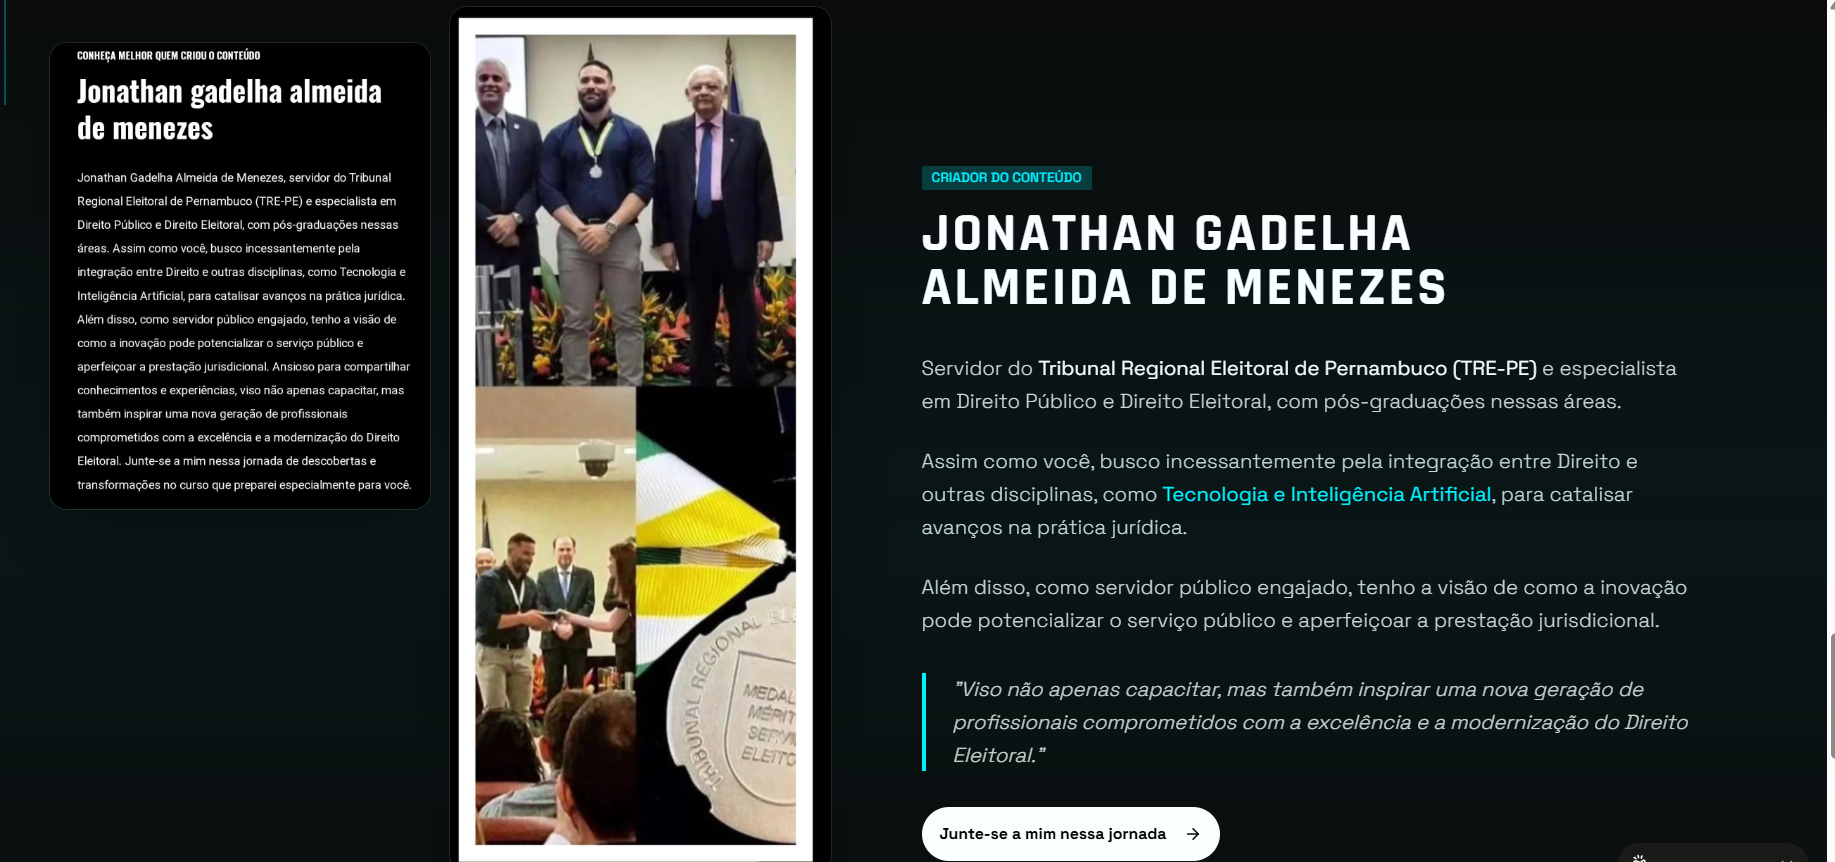 CONHEÇA MELHOR QUEM CRIOU O CONTEÚDO
Jonathan gadelha almeida
de menezes
Jonathan Gadelha Almeida de Menezes, servidor do Tribunal
Regional Eleitoral de Pernambuco (TRE-PE) e especialista em
Direito Público e Direito Eleitoral, com pós-graduações nessas
áreas. Assim como você, busco incessantemente pela
integração entre Direito e outras disciplinas, como Tecnologia e
Inteligência Artificial, para catalisar avanços na prática jurídica.
Além disso, como servidor público engajado, tenho a visão de
como a inovação pode potencializar o serviço público e
aperfeiçoar a prestação jurisdicional. Ansioso para compartilhar
conhecimentos e experiências, viso não apenas capacitar, mas
também inspirar uma nova geração de profissionais
comprometidos com a excelência e a modernização do Direito
Eleitoral. Junte-se a mim nessa jornada de descobertas e
transformações no curso que preparei especialmente para você.
TRIBUNAL REGIONAL ELE
MEDAL
MÉRIT
SERVI
ELEITO
CRIADOR DO CONTEÚDO
JONATHAN GADELHA
ALMEIDA DE MENEZES
Servidor do Tribunal Regional Eleitoral de Pernambuco (TRE-PE) e especialista
em Direito Público e Direito Eleitoral, com pós-graduações nessas áreas.
Assim como você, busco incessantemente pela integração entre Direito e
outras disciplinas, como Tecnologia e Inteligência Artificial, para catalisar
avanços na prática jurídica.
Além disso, como servidor público engajado, tenho a visão de como a inovação
pode potencializar o serviço público e aperfeiçoar a prestação jurisdicional.
"Viso não apenas capacitar, mas também inspirar uma nova geração de
profissionais comprometidos com a excelência e a modernização do Direito
Eleitoral."
Junte-se a mim nessa jornada →